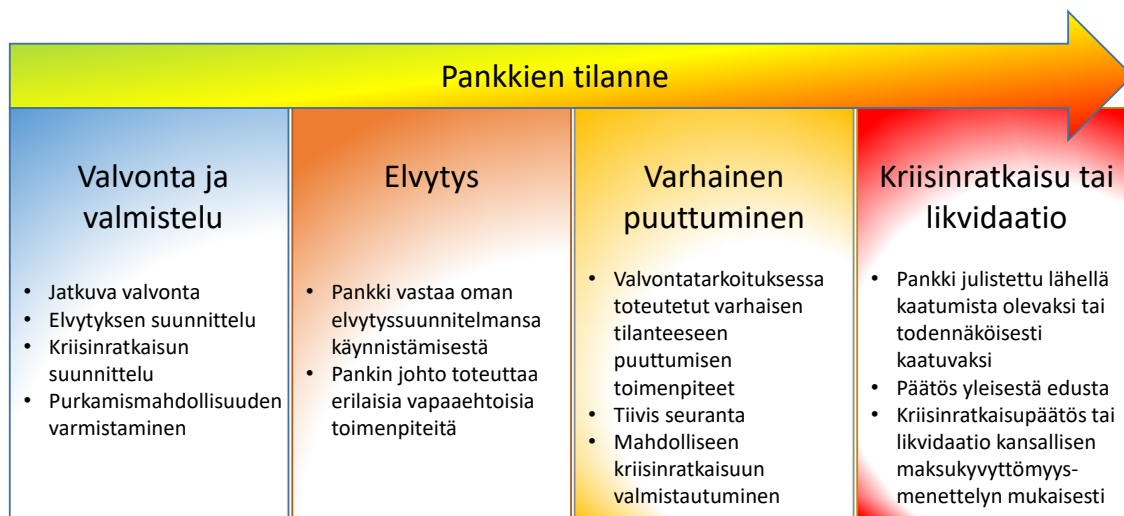 Pankkien tilanne
Valvonta ja
valmistelu
• Jatkuva valvonta
• Elvytyksen suunnittelu
• Kriisinratkaisun
suunnittelu
• Purkamismahdollisuuden
varmistaminen
Elvytys
• Pankki vastaa oman
elvytyssuunnitelmansa
käynnistämisestä
• Pankin johto toteuttaa
erilaisia vapaaehtoisia
toimenpiteitä
Varhainen
puuttuminen
• Valvontatarkoituksessa
toteutetut varhaisen
tilanteeseen
puuttumisen
toimenpiteet
• Tiivis seuranta
• Mahdolliseen
kriisinratkaisuun
valmistautuminen
Kriisinratkaisu tai
likvidaatio
• Pankki julistettu lähellä
kaatumista olevaksi tai
todennäköisesti
kaatuvaksi
• Päätös yleisestä edusta
• Kriisinratkaisupäätös tai
likvidaatio kansallisen
maksukyvyttömyys-
menettelyn mukaisesti